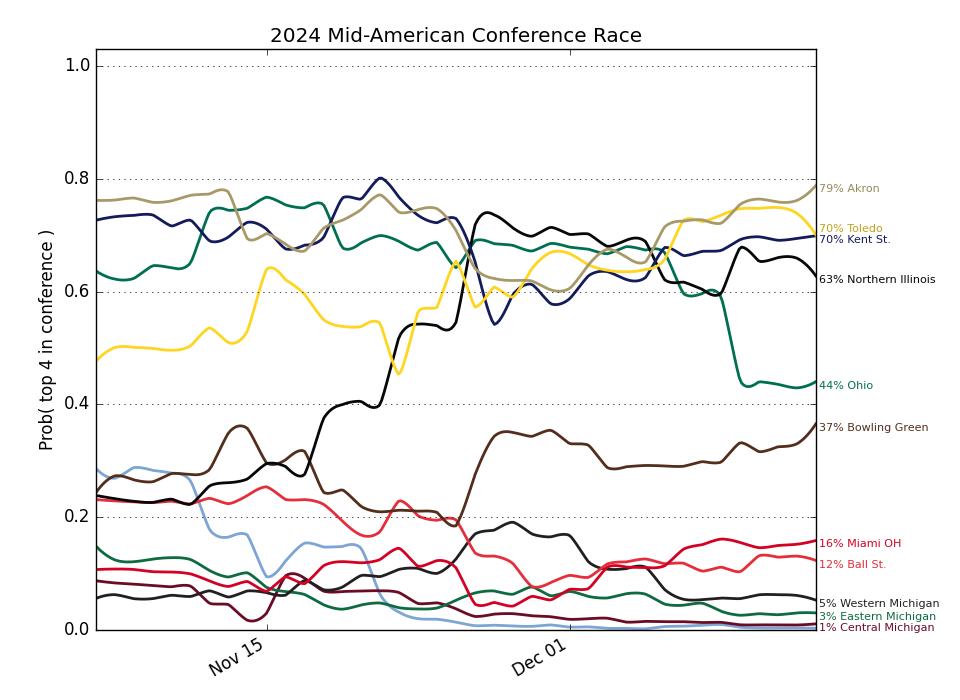 2024 Mid-American Conference Race
1.0
0.8
0.6
0.4
0.2
0.0
Prob( top 4 in conference )
Nov 15
Dec 01
79% Akron
70% Toledo
70% Kent St.
63% Northern Illinois
44% Ohio
37% Bowling Green
16% Miami OH
12% Ball St.
5% Western Michigan
3% Eastern Michigan
1% Central Michigan